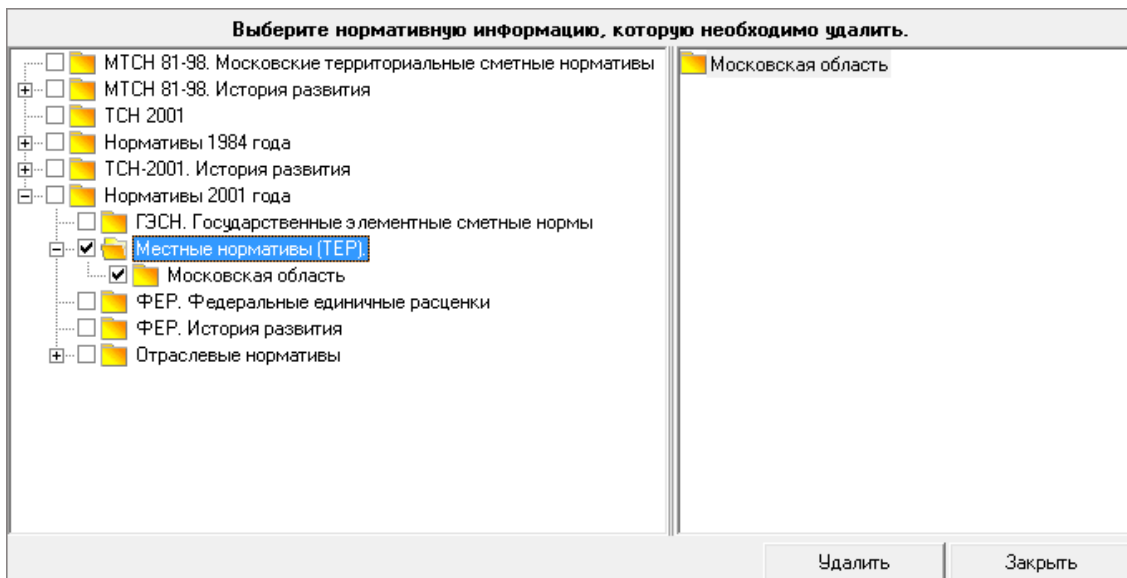 Выберите нормативную информацию, которую необходимо удалить.
МТСН 81-98. Московские территориальные сметные нормативы
МТСН 81-98. История развития
ТСН 2001
Нормативы 1984 года
ТСН-2001. История развития
Нормативы 2001 года
ГЭСН. Государственные элементные сметные нормы
Местные нормативы (ТЕР).
Московская область
ФЕР. Федеральные единичные расценки
ФЕР. История развития
Отраслевые нормативы
Московская область
Удалить Закрыть